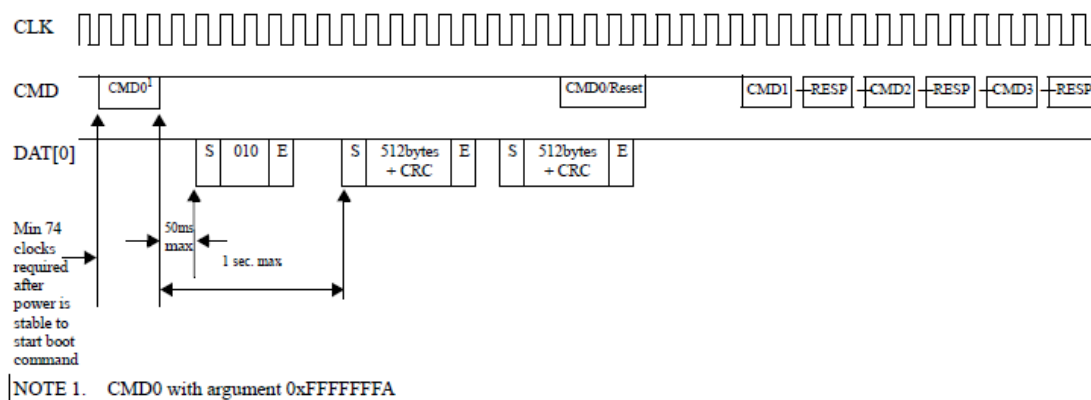 CLK
CMD
CMD0¹
CMD0/Reset
CMD1
RESP
CMD2
RESP
CMD3
RESP
DAT[0]
S 010 E
S 512bytes + CRC E
S 512bytes + CRC E
Min 74
clocks
required
after
power is
stable to
start boot
command
50ms
max
1 sec. max
NOTE 1. CMD0 with argument 0xFFFFFFFA